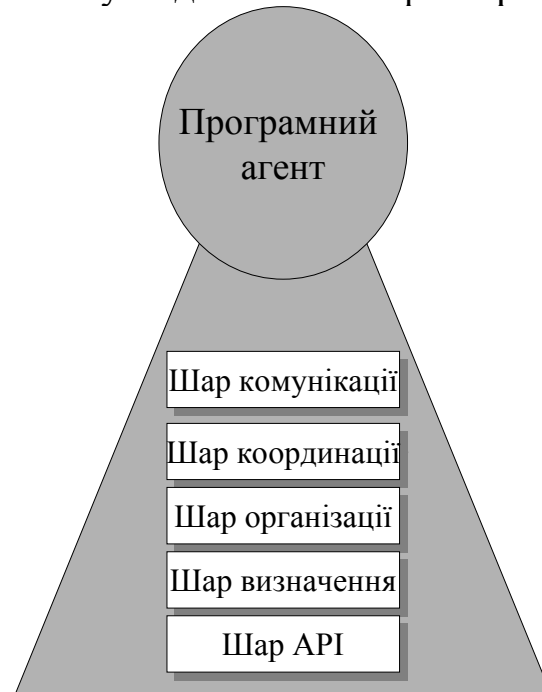 Програмний
агент
Шар комунікації
Шар координації
Шар організації
Шар визначення
Шар API